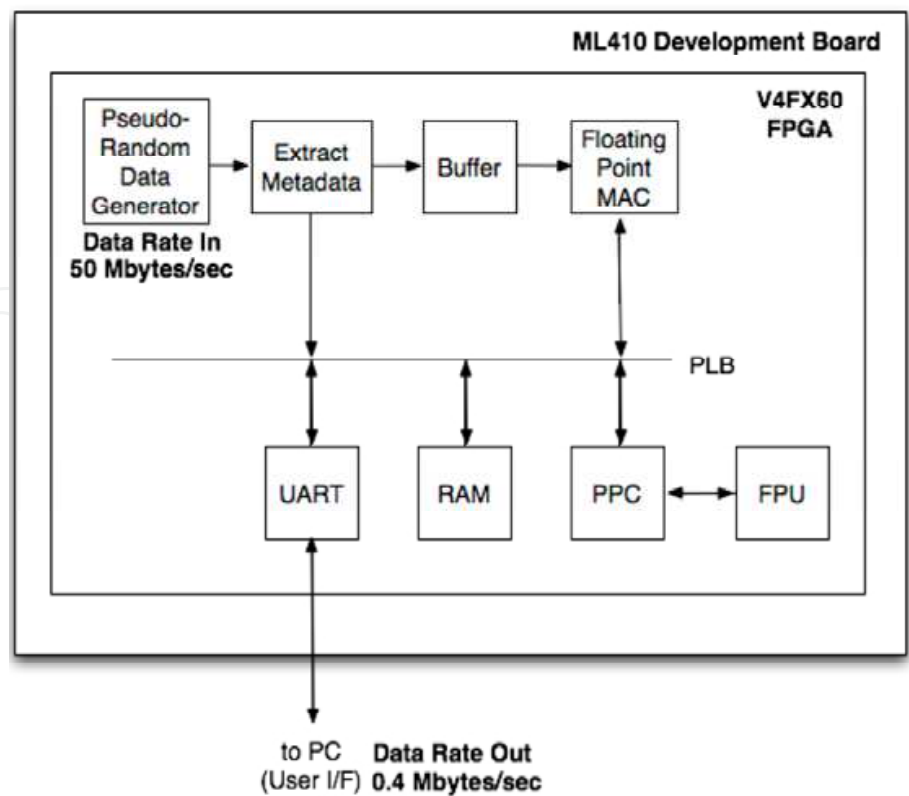 ML410 Development Board
V4FX60
FPGA
Pseudo-
Random
Data
Generator
Extract
Metadata
Buffer
Floating
Point
MAC
Data Rate In
50 Mbytes/sec
PLB
UART
RAM
PPC
FPU
to PC
(User I/F)
Data Rate Out
0.4 Mbytes/sec